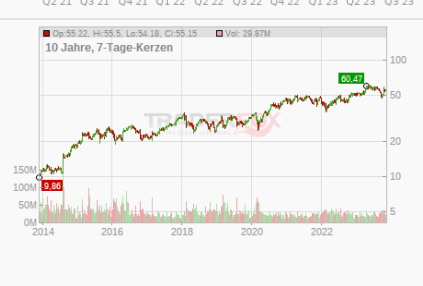 Q2 21 Q3 21 Q4 21 Q1 22 Q2 22 Q3 22 Q4 22 Q1 23 Q2 23 Q3 23
Op:55.22, Hi:55.5, Lo:54.18, Cl:55.15 Vol: 29.87M
10 Jahre, 7-Tage-Kerzen
100
60,47
50
20
150M
10
9,86
100M
50M
5
0M
2014 2016 2018 2020 2022